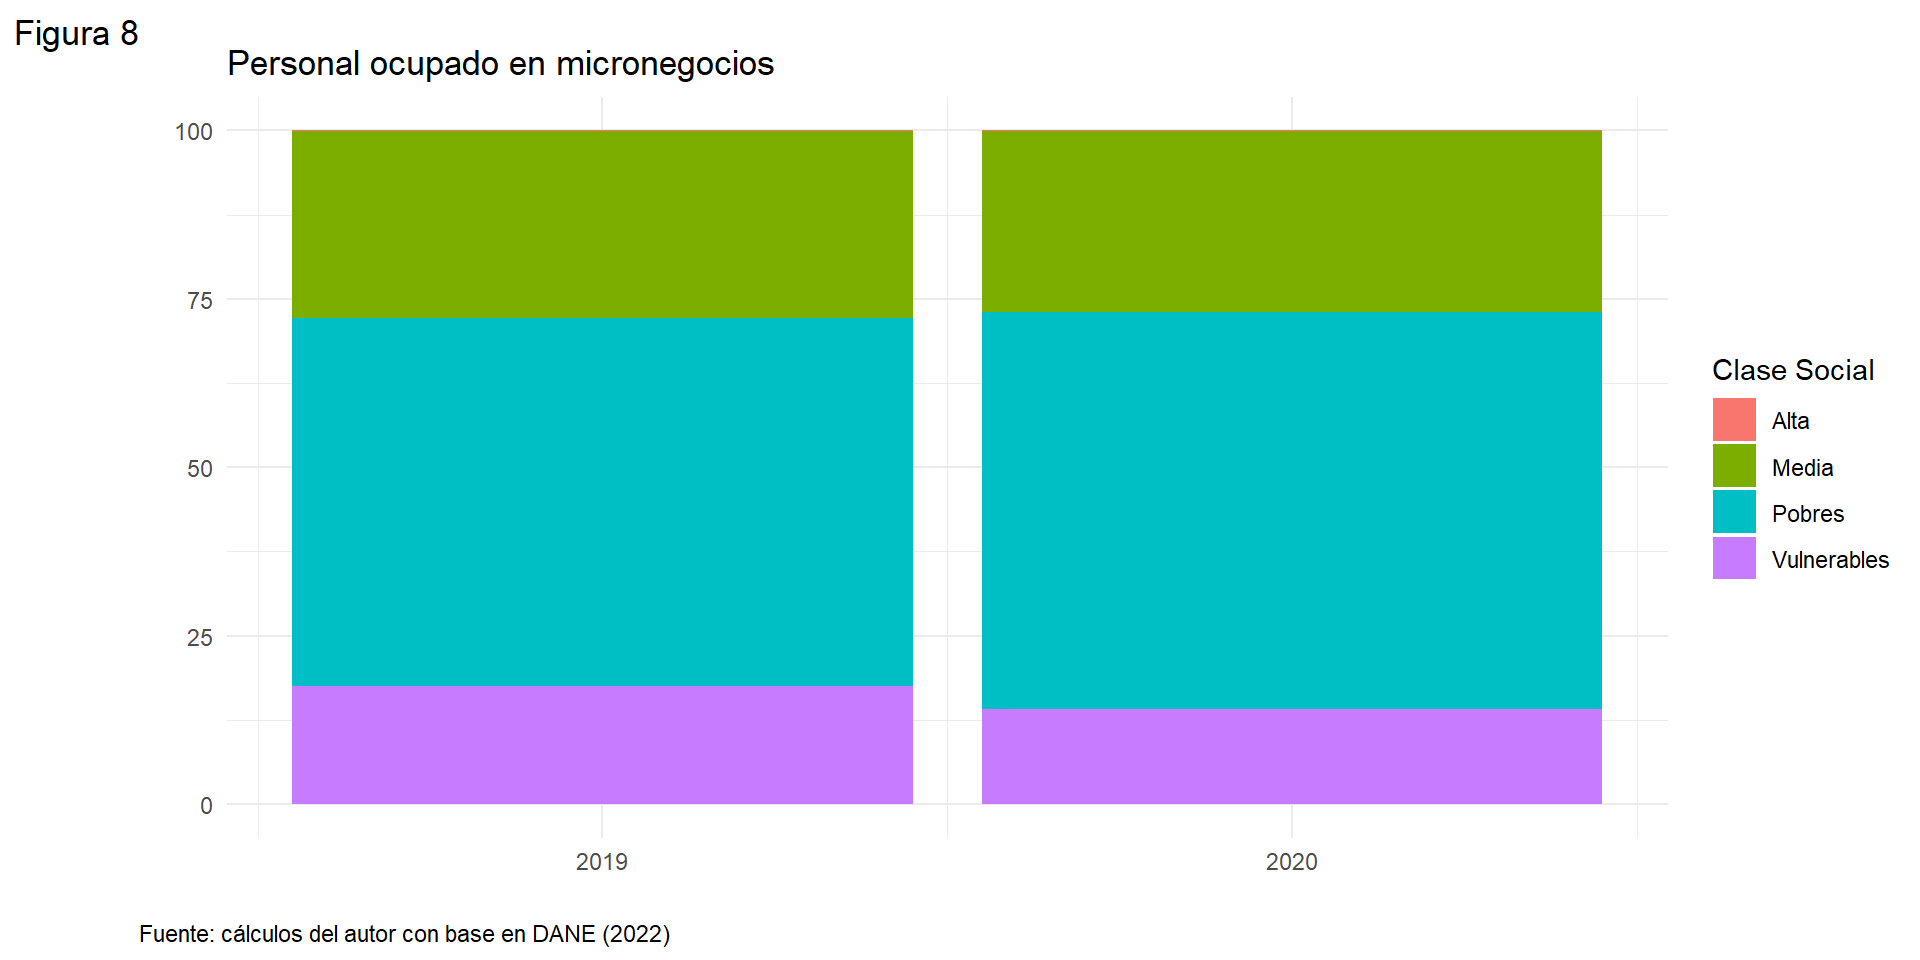 Figura 8
Personal ocupado en micronegocios
100
75
50
25
0
2019
2020
Clase Social
Alta
Media
Pobres
Vulnerables
Fuente: cálculos del autor con base en DANE (2022)